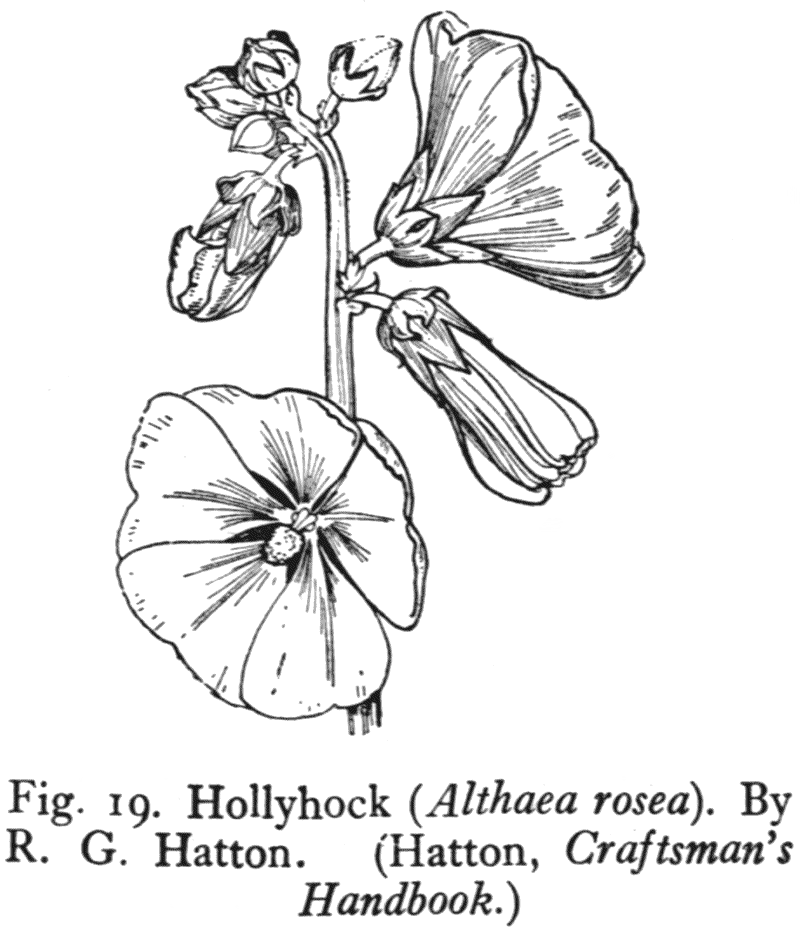 Fig. 19. Hollyhock (Althaea rosea). By
R. G. Hatton. (Hatton, Craftsman's
Handbook.)